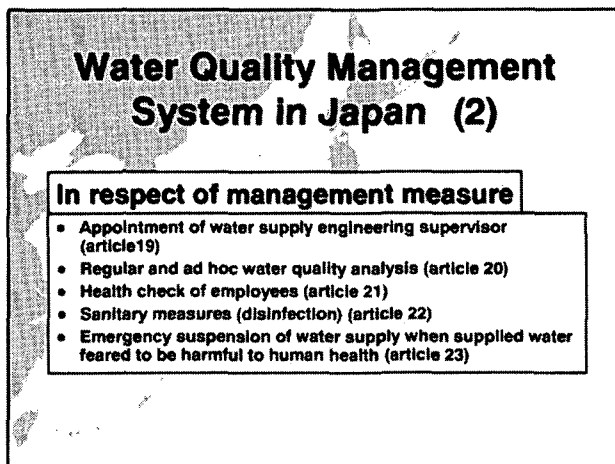 Water Quality Management
System in Japan (2)
In respect of management measure
• Appointment of water supply engineering supervisor
(article19)
• Regular and ad hoc water quality analysis (article 20)
• Health check of employees (article 21)
• Sanitary measures (disinfection) (article 22)
• Emergency suspension of water supply when supplied water
feared to be harmful to human health (article 23)